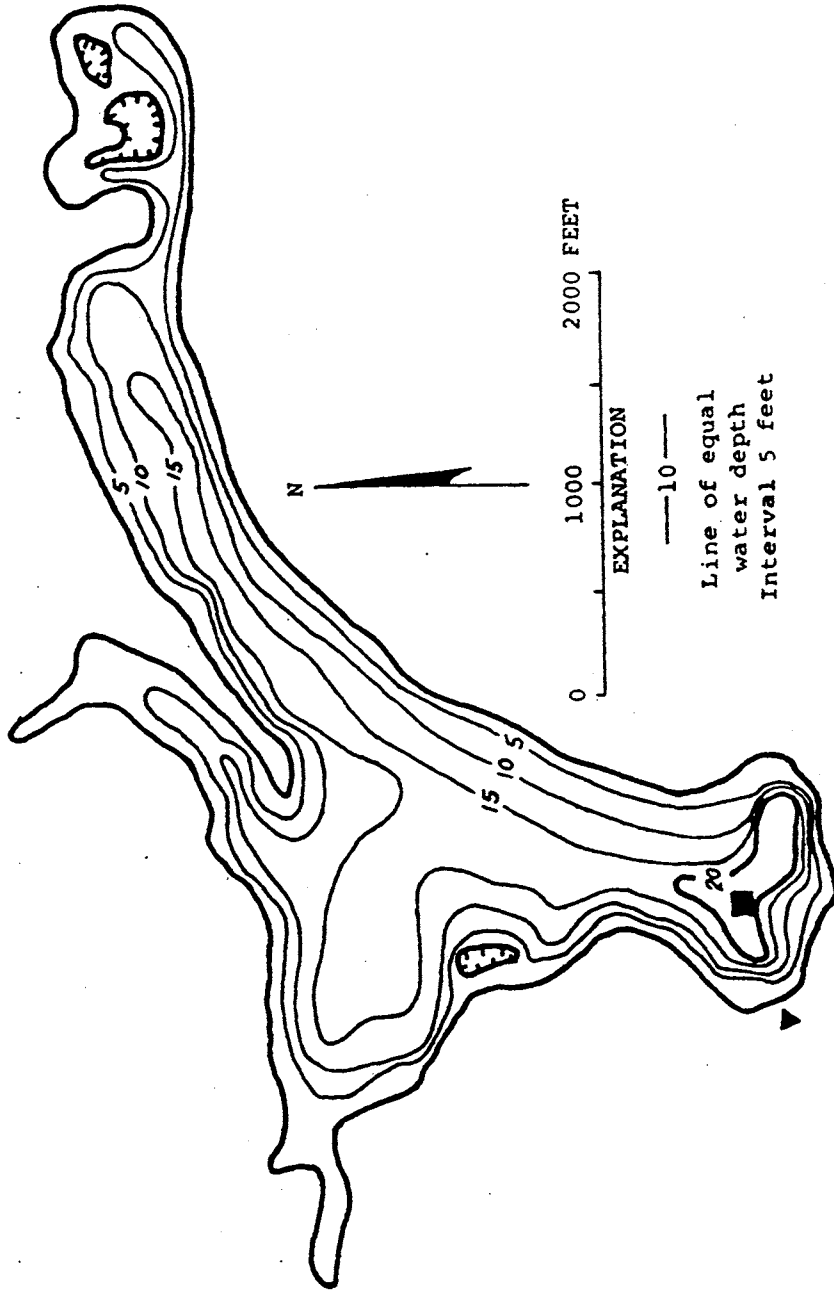 5
10
15
N
15
10
5
20
0 1000 2000 FEET
EXPLANATION
—10—
Line of equal
water depth
Interval 5 feet